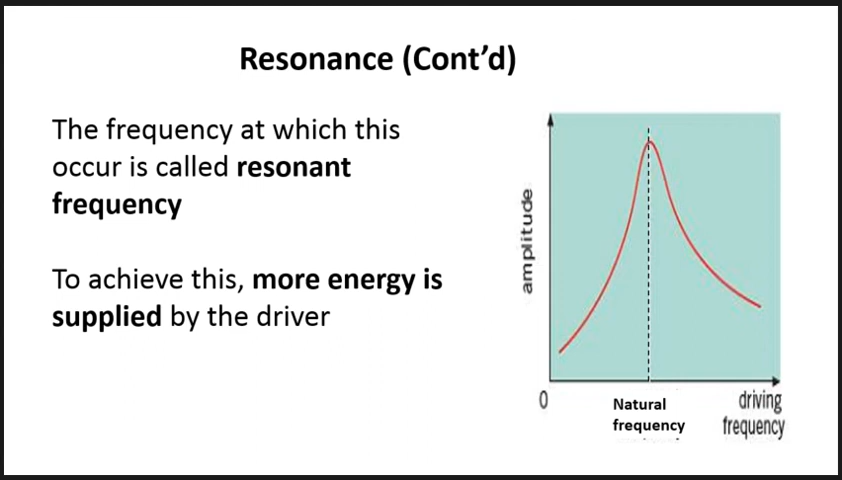 Resonance (Cont’d)
The frequency at which this
occur is called resonant
frequency
To achieve this, more energy is
supplied by the driver
amplitude
0
Natural
frequency
driving
frequency